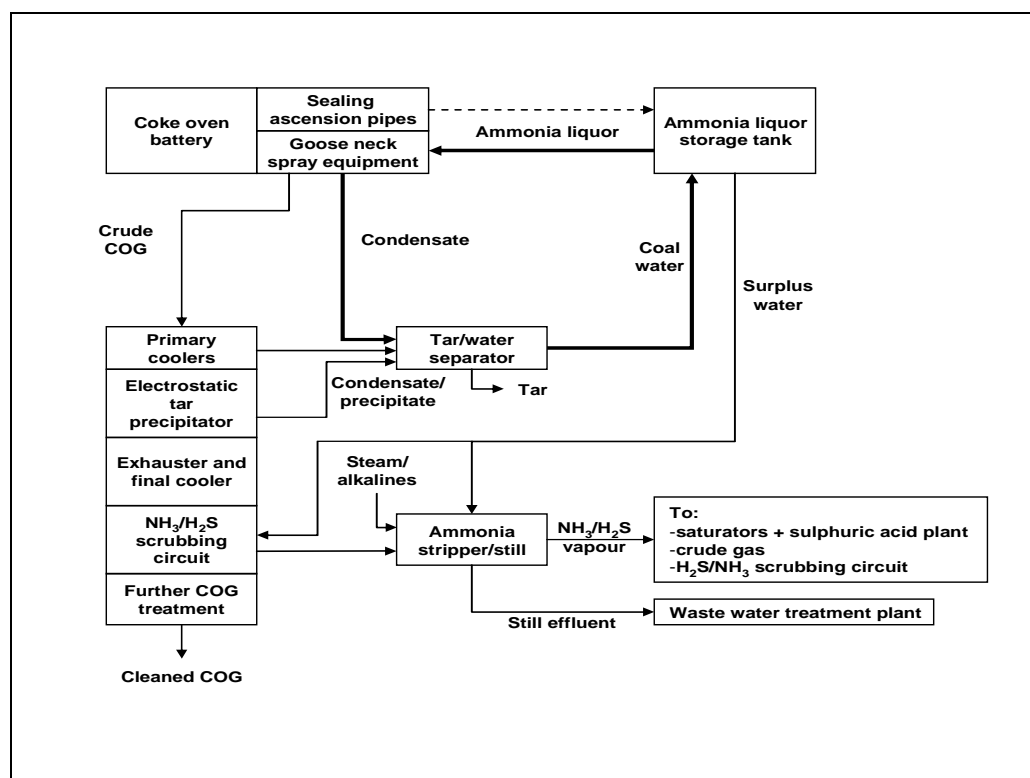 Coke oven
battery
Sealing
ascension pipes
Goose neck
spray equipment
Ammonia liquor
Ammonia liquor
storage tank
Crude
COG
Condensate
Coal
water
Surplus
water
Primary
coolers
Electrostatic
tar
precipitator
Exhauster and
final cooler
NH₃/H₂S
scrubbing
circuit
Further COG
treatment
Cleaned COG
Tar/water
separator
Condensate/
precipitate
Tar
Steam/
alkalines
Ammonia
stripper/still
NH₃/H₂S
vapour
To:
-saturators + sulphuric acid plant
-crude gas
-H₂S/NH₃ scrubbing circuit
Still effluent
Waste water treatment plant